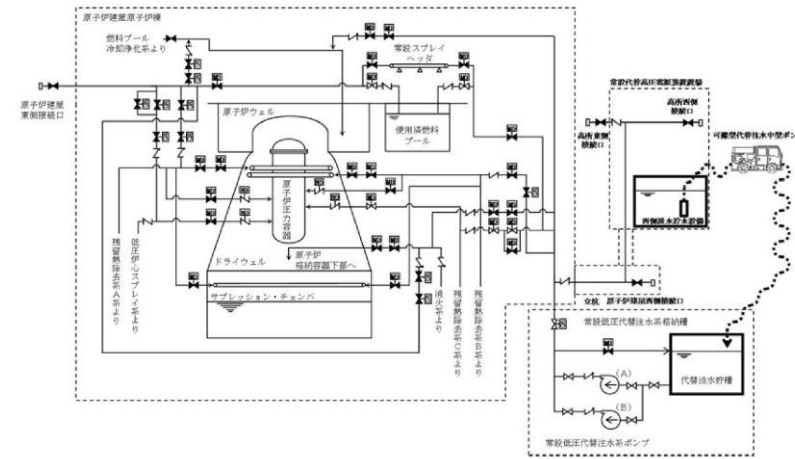 原子炉建屋原子炉棟
燃料プール
冷却浄化系より
常設スプレイ
ヘッダ
原子炉建屋
東側接続口
原子炉ウェル
使用済燃料
プール
常設代替高圧電源装置置場
高所西側
接続口
高所東側
接続口
可搬型代替注水中型ポン
西側淡水貯水設備
原子炉圧力容器
原子炉
格納容器下部へ
ドライウェル
サプレッション・チェンバ
残留熱除去系A系より
低圧炉心スプレイ系より
消火系より
残留熱除去系C系より
残留熱除去系B系より
立坑
原子炉建屋西側接続口
常設低圧代替注水系格納槽
(A)
(B)
代替淡水貯槽
常設低圧代替注水系ポンプ